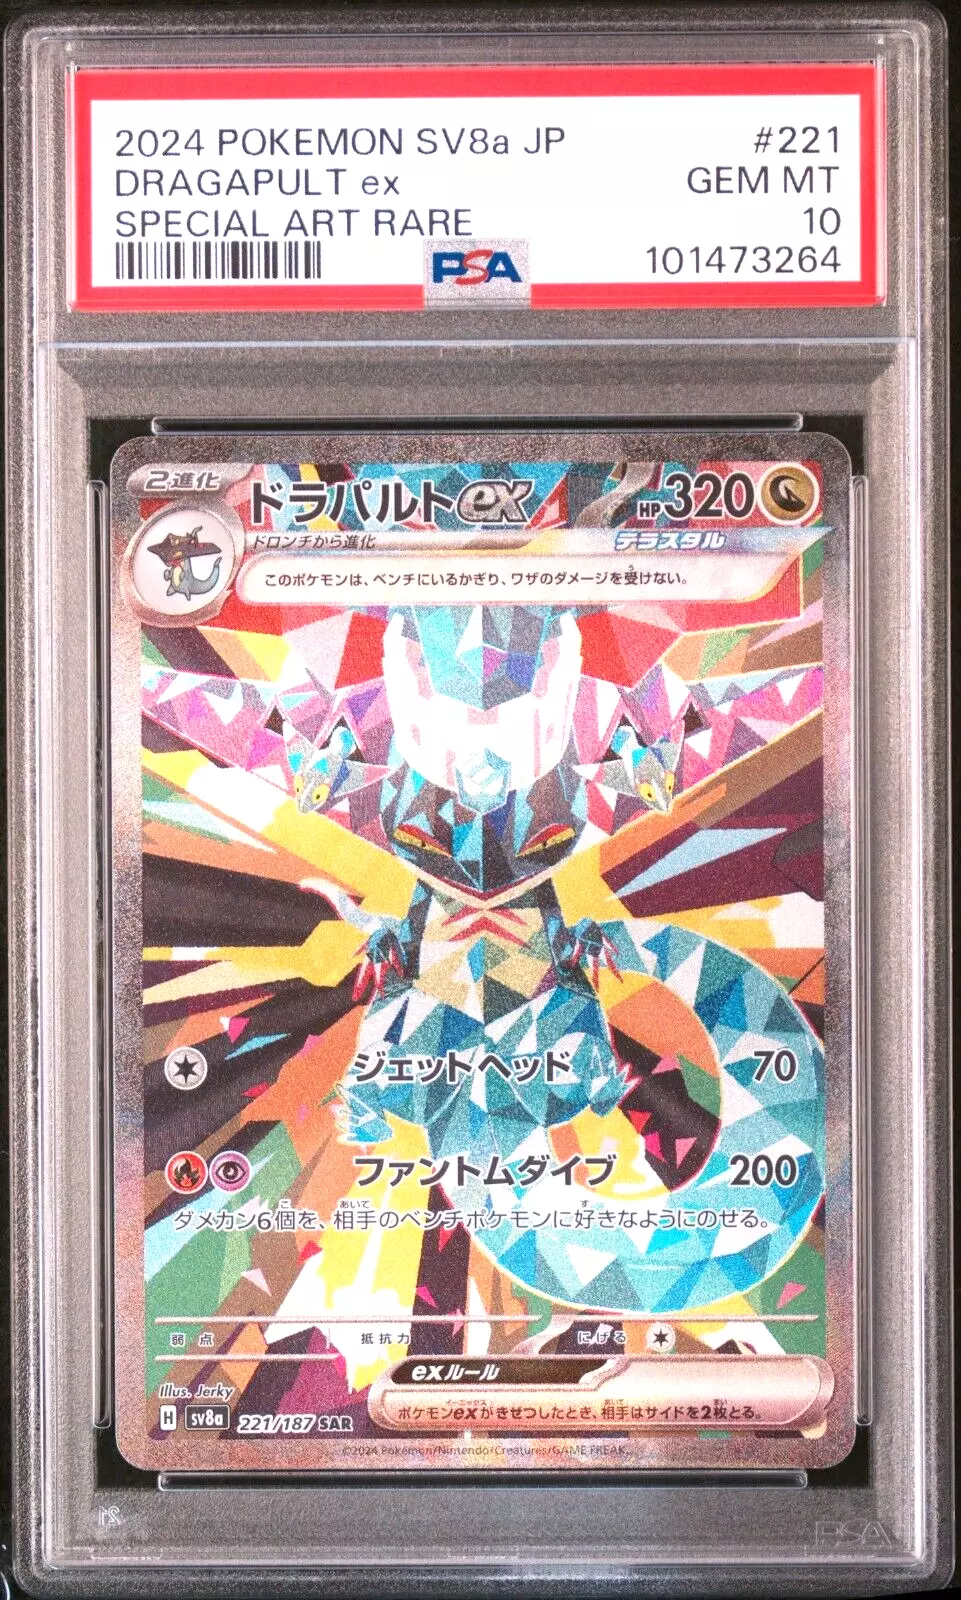 2024 POKEMON SV8a JP #221
DRAGAPULT ex GEM MT
SPECIAL ART RARE 10
PSA 101473264
2進化 ドラパルトex HP320
ドロンチから進化 テラスタル
このポケモンは、ベンチにいるかぎり、ワザのダメージを受けない。
ジェットヘッド 70
ファントムダイブ 200
ダメカン6個を、相手のベンチポケモンに好きなようにのせる。
弱点 抵抗力 にげる
exルール
ポケモンexがきぜつしたとき、相手はサイドを2枚とる。
Illus. Jerky
H sv8a 221/187 SAR
©2024 Pokémon/Nintendo/Creatures/GAME FREAK.
PSA